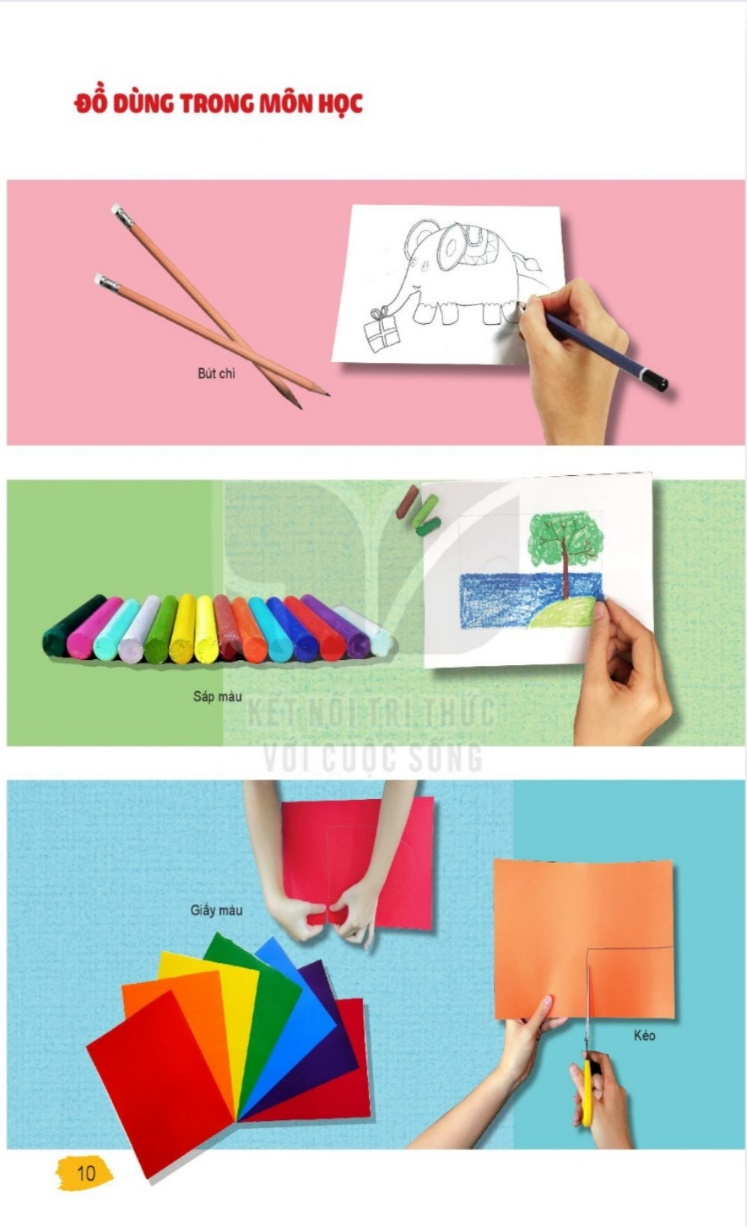 ĐỒ DÙNG TRONG MÔN HỌC
Bút chì
Sáp màu
KẾT NỐI TRI THỨC
VỚI CUỘC SỐNG
Giấy màu
Kéo
10